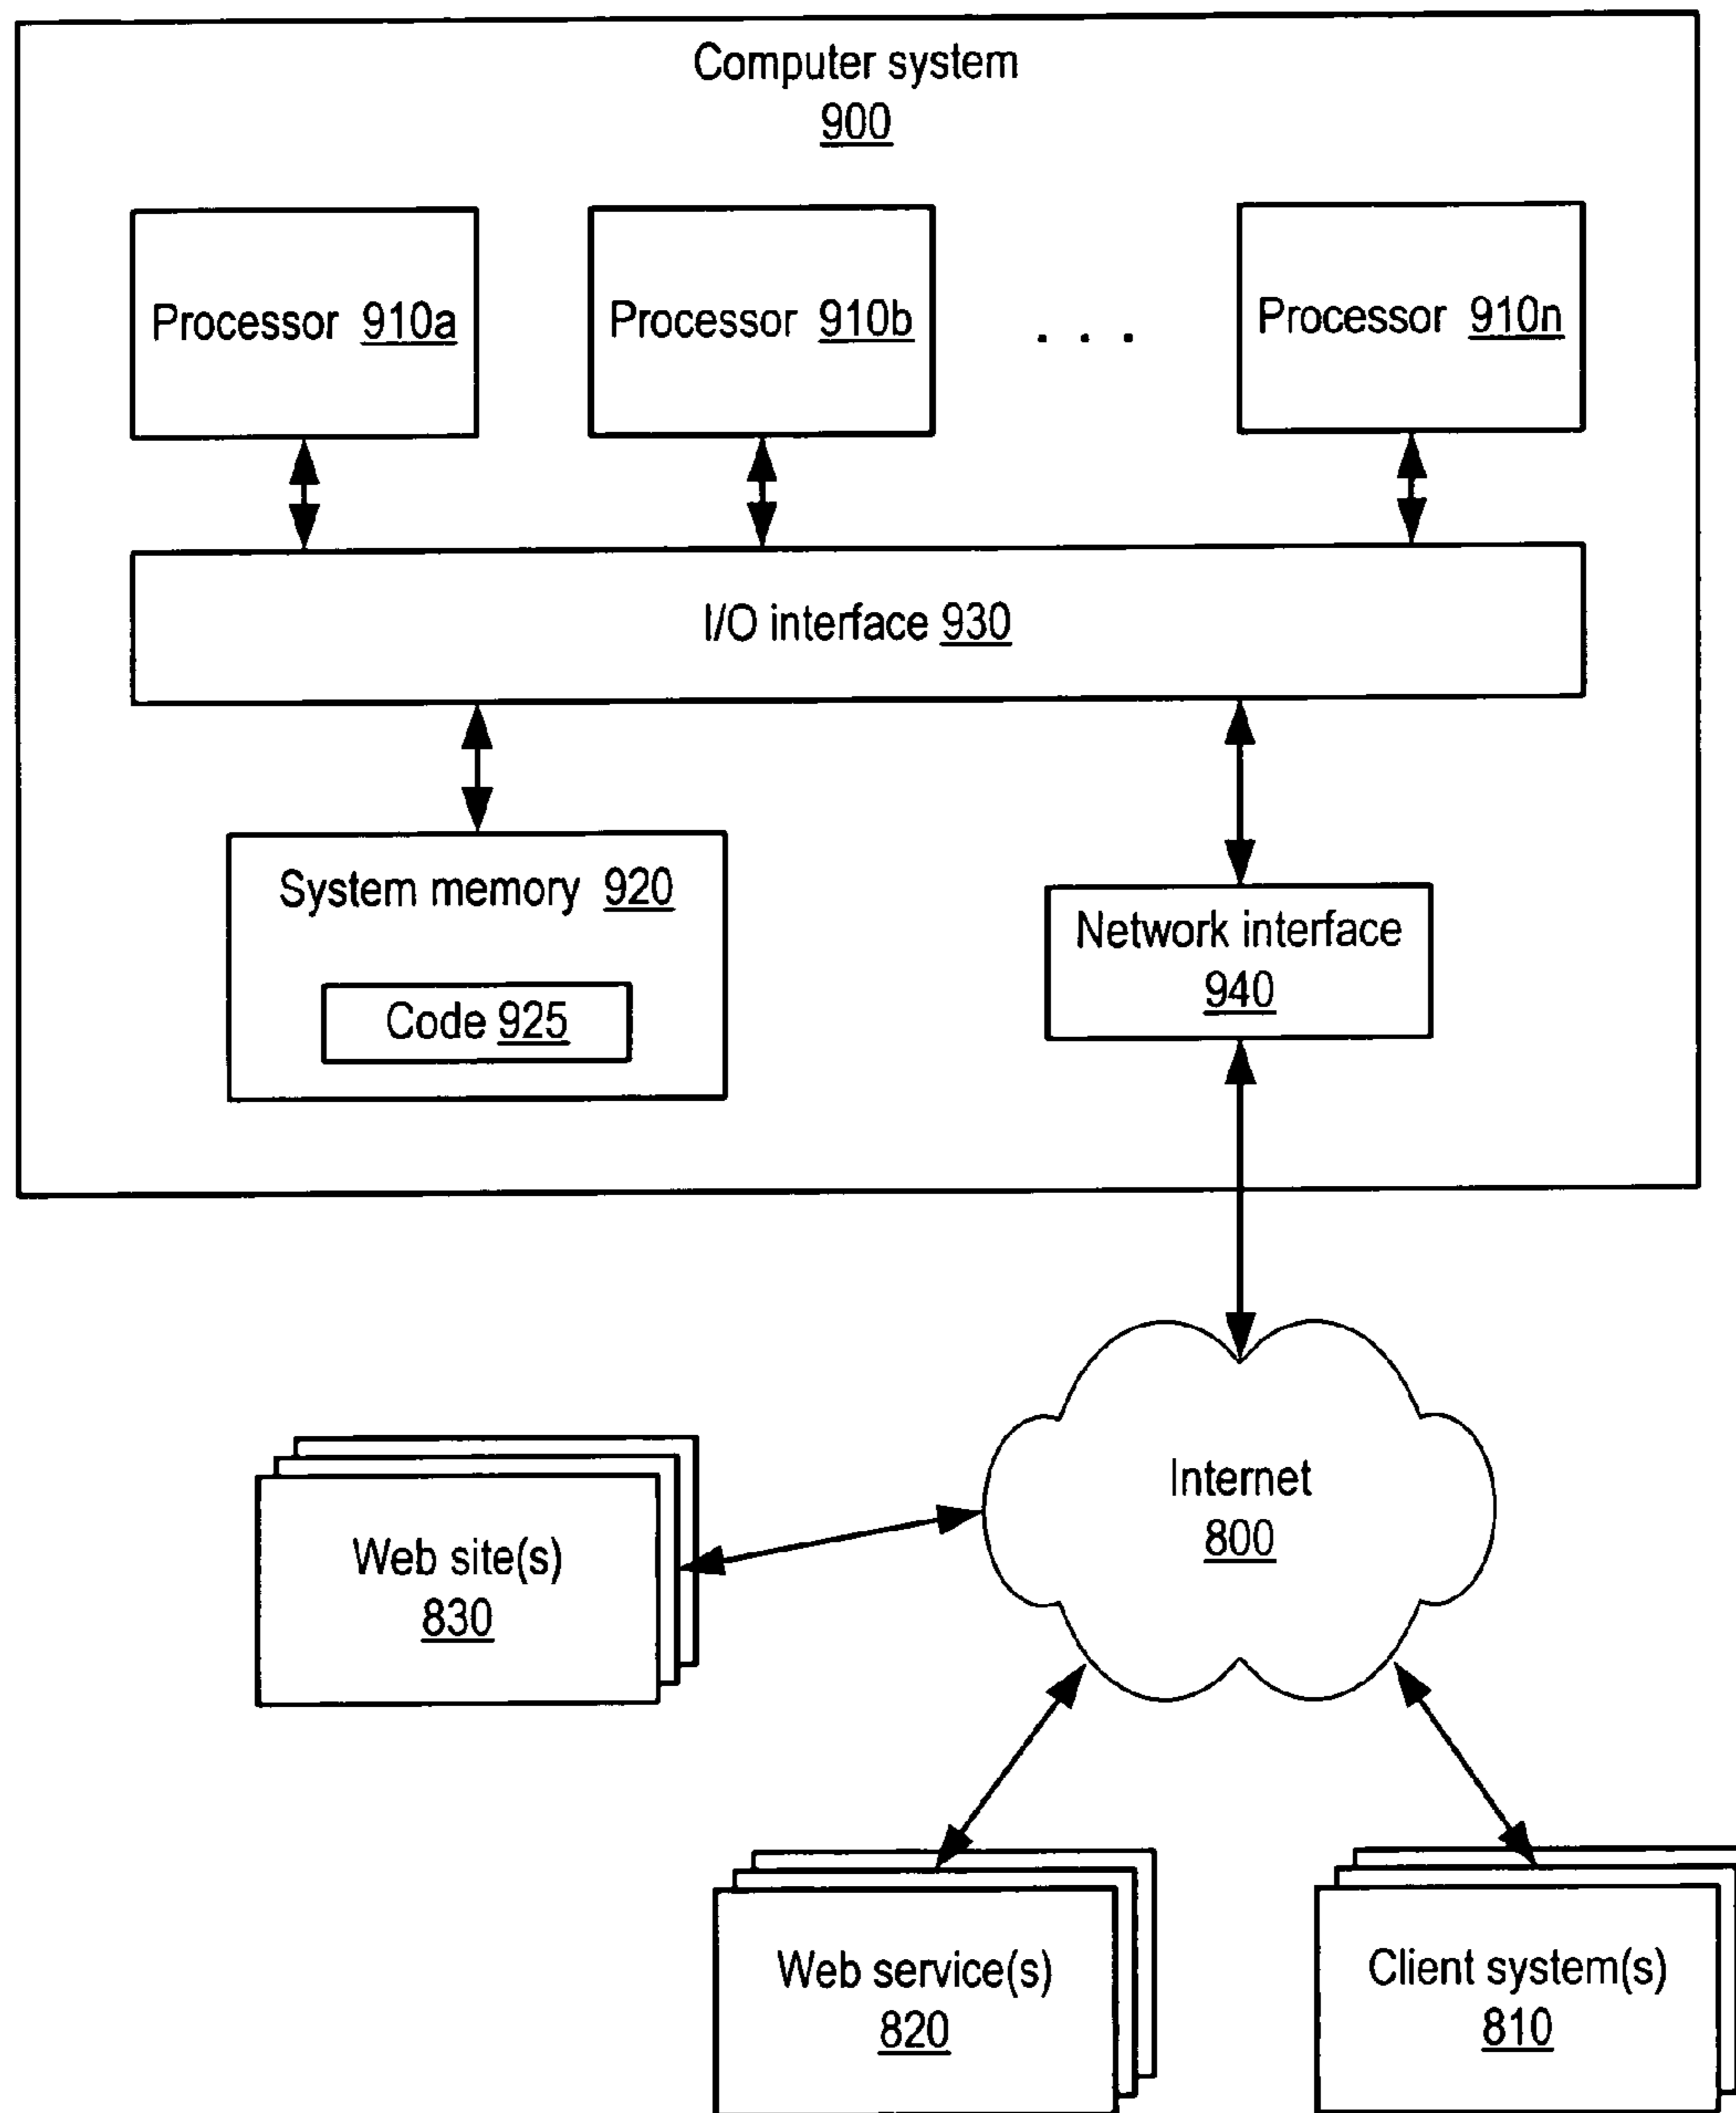 Computer system
900
Processor 910a
Processor 910b
. . .
Processor 910n
I/O interface 930
System memory 920
Code 925
Network interface
940
Internet
800
Web site(s)
830
Web service(s)
820
Client system(s)
810